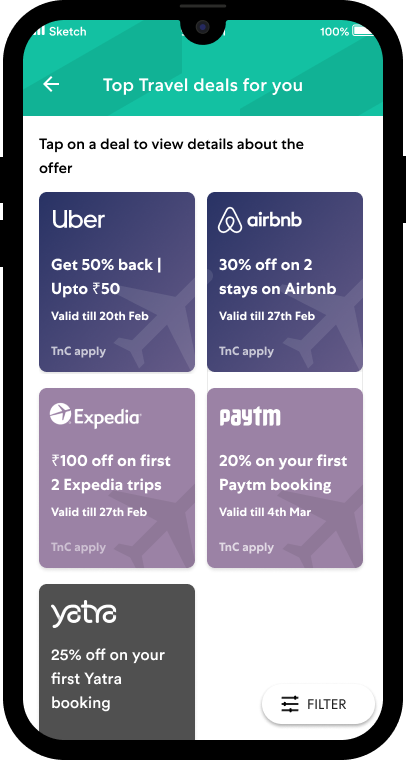 Sketch
100%
Top Travel deals for you
Tap on a deal to view details about the
offer
Uber
Get 50% back |
Upto ₹50
Valid till 20th Feb
TnC apply
airbnb
30% off on 2
stays on Airbnb
Valid till 27th Feb
TnC apply
Expedia
₹100 off on first
2 Expedia trips
Valid till 27th Feb
TnC apply
paytm
20% on your first
Paytm booking
Valid till 4th Mar
TnC apply
yatra
25% off on your
first Yatra
booking
FILTER